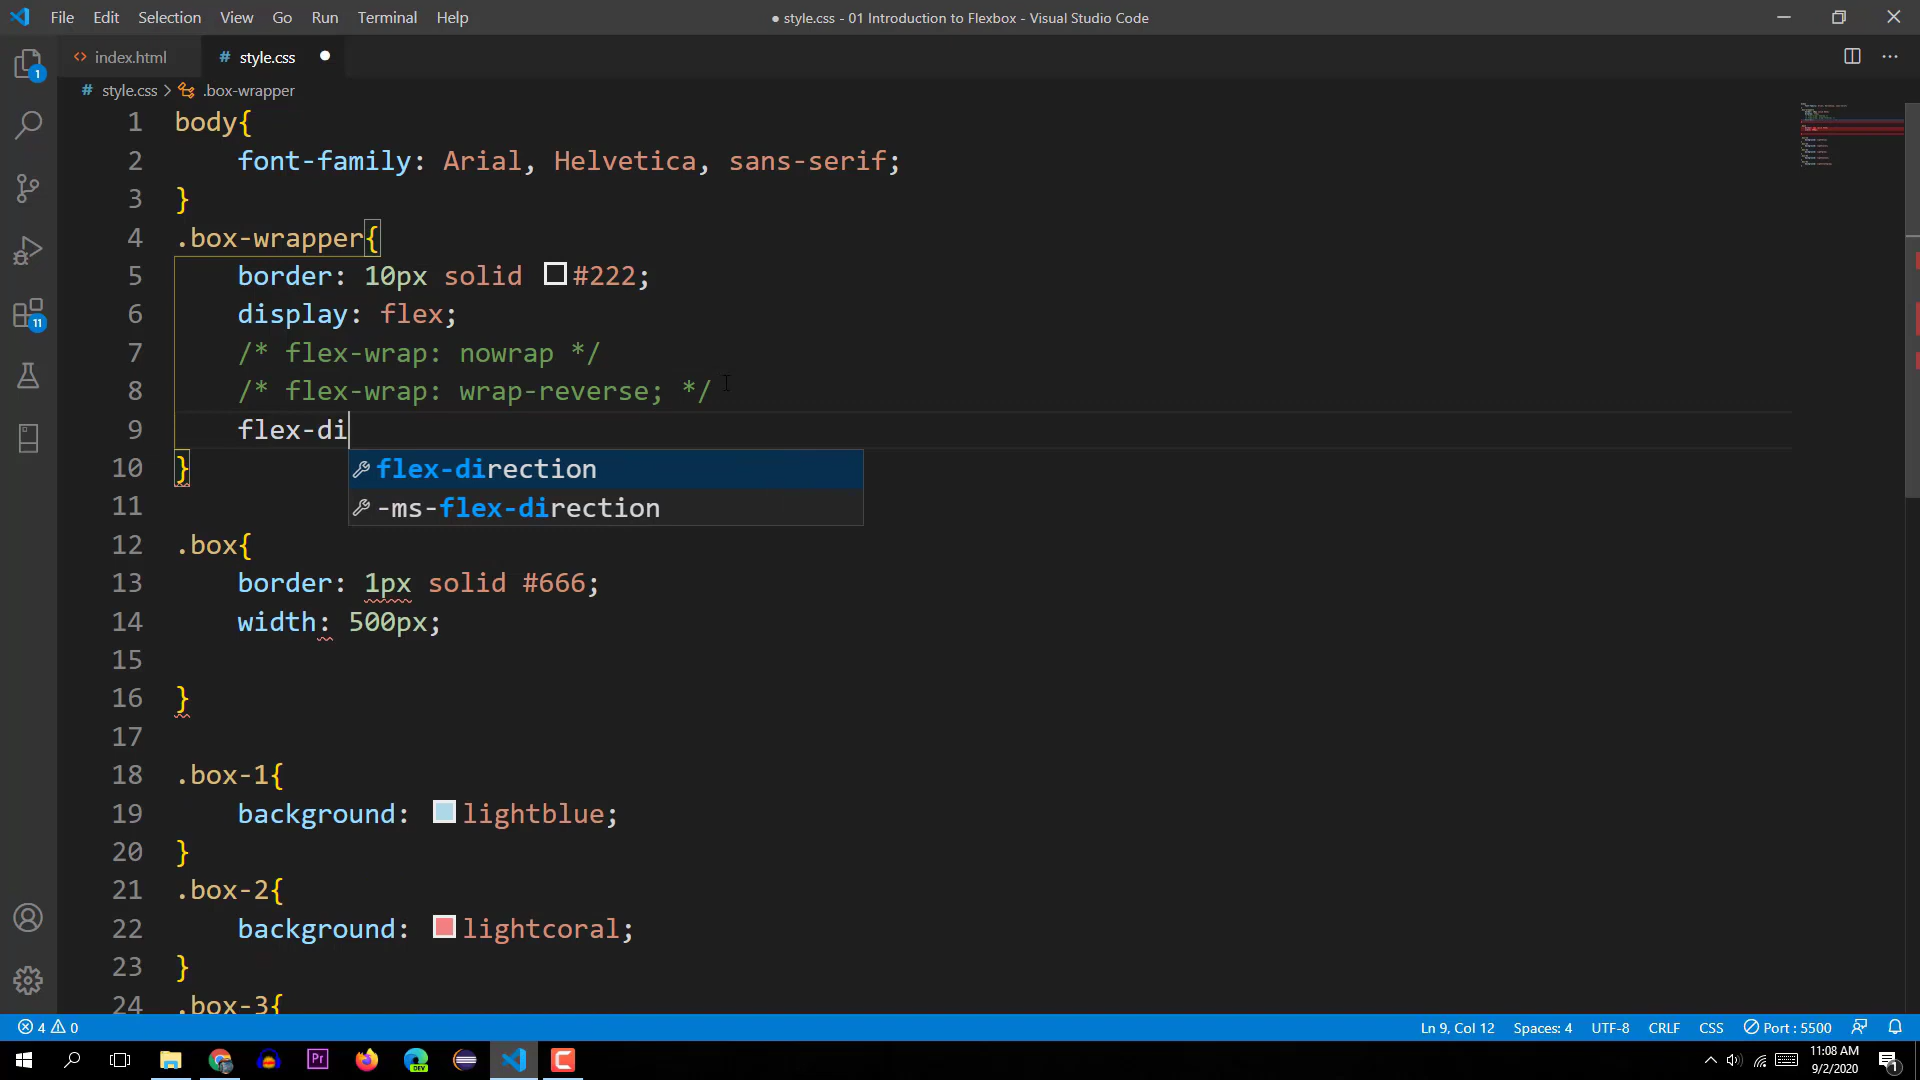 File Edit Selection View Go Run Terminal Help ● style.css - 01 Introduction to Flexbox - Visual Studio Code
index.html # style.css
# style.css > .box-wrapper
1 body{
2 font-family: Arial, Helvetica, sans-serif;
3 }
4 .box-wrapper{
5 border: 10px solid #222;
6 display: flex;
7 /* flex-wrap: nowrap */
8 /* flex-wrap: wrap-reverse; */
9 flex-di
flex-direction
10 }
-ms-flex-direction
11
12 .box{
13 border: 1px solid #666;
14 width: 500px;
15
16 }
17
18 .box-1{
19 background: lightblue;
20 }
21 .box-2{
22 background: lightcoral;
23 }
24 .box-3{
1
11
4 0 Ln 9, Col 12 Spaces: 4 UTF-8 CRLF CSS Port : 5500
Pr DEV 11:08 AM
9/2/2020 1